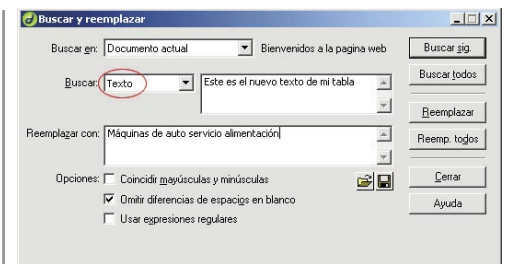 Buscar y reemplazar
Buscar en: Documento actual Bienvenidos a la pagina web Buscar sig.
Buscar: Texto Este es el nuevo texto de mi tabla Buscar todos
Reemplazar
Reemplazar con: Máquinas de auto servicio alimentación Reemp. todos
Opciones: Coincidir mayúsculas y minúsculas Cerrar
Omitir diferencias de espacios en blanco Ayuda
Usar expresiones regulares